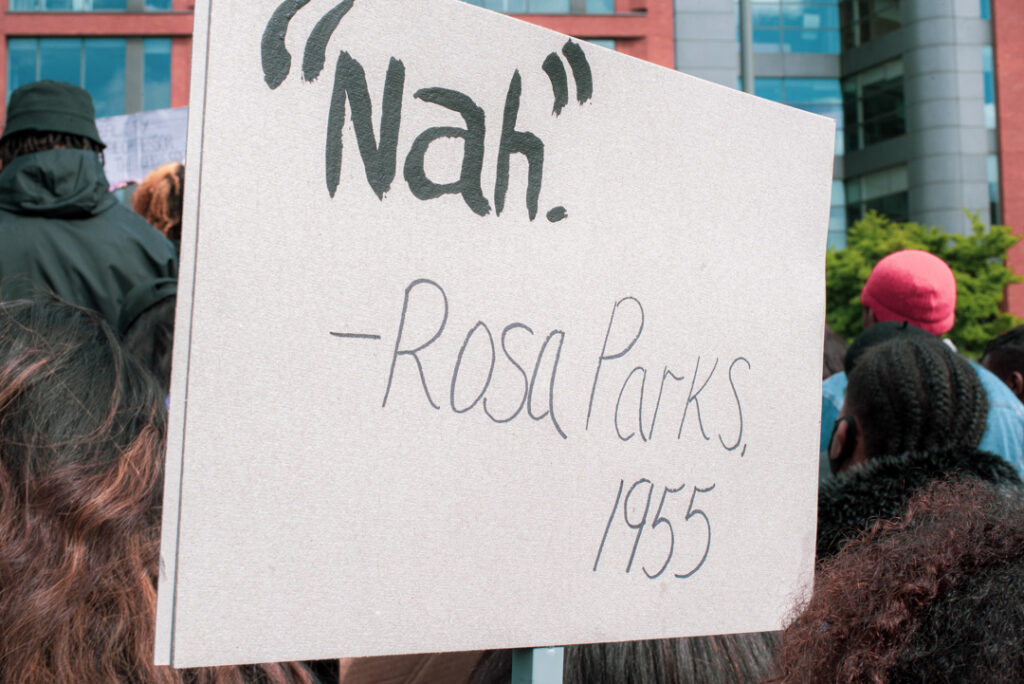 “Nah.”
-Rosa Parks,
1955